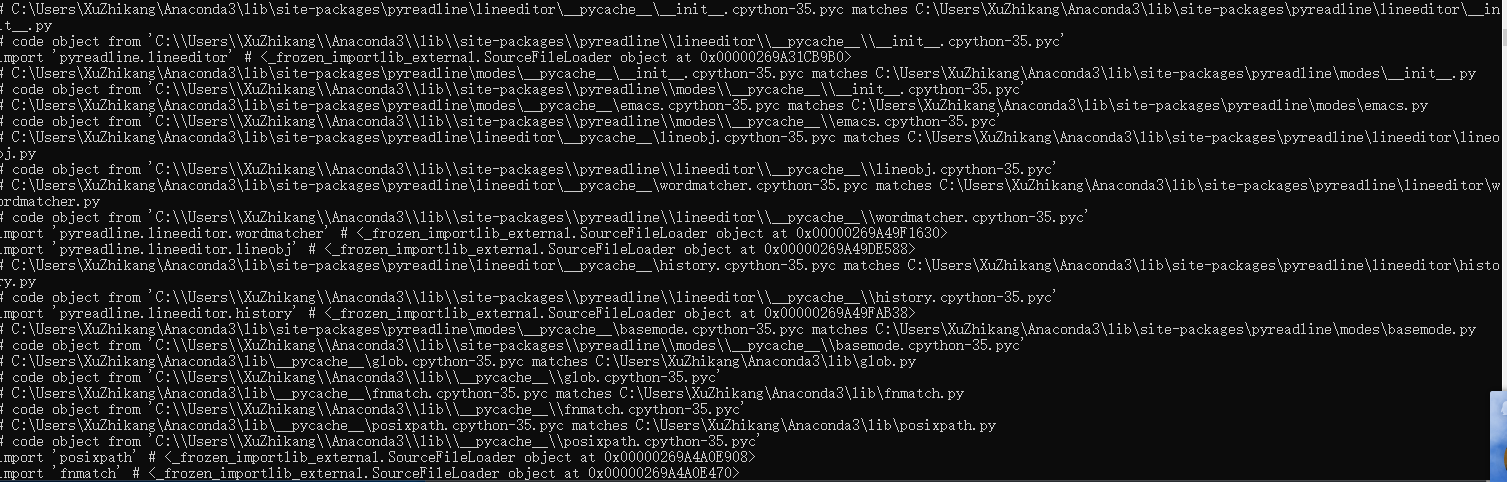 # C:\Users\XuZhikang\Anaconda3\lib\site-packages\pyreadline\lineeditor\__pycache__\__init__.cpython-35.pyc matches C:\Users\XuZhikang\Anaconda3\lib\site-packages\pyreadline\lineeditor\__in
it__.py
# code object from 'C:\\Users\\XuZhikang\\Anaconda3\\lib\\site-packages\\pyreadline\\lineeditor\\__pycache__\\__init__.cpython-35.pyc'
import 'pyreadline.lineeditor' # <_frozen_importlib_external.SourceFileLoader object at 0x00000269A31CB9B0>
# C:\Users\XuZhikang\Anaconda3\lib\site-packages\pyreadline\modes\__pycache__\__init__.cpython-35.pyc matches C:\Users\XuZhikang\Anaconda3\lib\site-packages\pyreadline\modes\__init__.py
# code object from 'C:\\Users\\XuZhikang\\Anaconda3\\lib\\site-packages\\pyreadline\\modes\\__pycache__\\__init__.cpython-35.pyc'
# C:\Users\XuZhikang\Anaconda3\lib\site-packages\pyreadline\modes\__pycache__\emacs.cpython-35.pyc matches C:\Users\XuZhikang\Anaconda3\lib\site-packages\pyreadline\modes\emacs.py
# code object from 'C:\\Users\\XuZhikang\\Anaconda3\\lib\\site-packages\\pyreadline\\modes\\__pycache__\\emacs.cpython-35.pyc'
# C:\Users\XuZhikang\Anaconda3\lib\site-packages\pyreadline\lineeditor\__pycache__\lineobj.cpython-35.pyc matches C:\Users\XuZhikang\Anaconda3\lib\site-packages\pyreadline\lineeditor\lineo
bj.py
# code object from 'C:\\Users\\XuZhikang\\Anaconda3\\lib\\site-packages\\pyreadline\\lineeditor\\__pycache__\\lineobj.cpython-35.pyc'
# C:\Users\XuZhikang\Anaconda3\lib\site-packages\pyreadline\lineeditor\__pycache__\wordmatcher.cpython-35.pyc matches C:\Users\XuZhikang\Anaconda3\lib\site-packages\pyreadline\lineeditor\w
ordmatcher.py
# code object from 'C:\\Users\\XuZhikang\\Anaconda3\\lib\\site-packages\\pyreadline\\lineeditor\\__pycache__\\wordmatcher.cpython-35.pyc'
import 'pyreadline.lineeditor.wordmatcher' # <_frozen_importlib_external.SourceFileLoader object at 0x00000269A49F1630>
import 'pyreadline.lineeditor.lineobj' # <_frozen_importlib_external.SourceFileLoader object at 0x00000269A49DE588>
# C:\Users\XuZhikang\Anaconda3\lib\site-packages\pyreadline\lineeditor\__pycache__\history.cpython-35.pyc matches C:\Users\XuZhikang\Anaconda3\lib\site-packages\pyreadline\lineeditor\histo
ry.py
# code object from 'C:\\Users\\XuZhikang\\Anaconda3\\lib\\site-packages\\pyreadline\\lineeditor\\__pycache__\\history.cpython-35.pyc'
import 'pyreadline.lineeditor.history' # <_frozen_importlib_external.SourceFileLoader object at 0x00000269A49FAB38>
# C:\Users\XuZhikang\Anaconda3\lib\site-packages\pyreadline\modes\__pycache__\basemode.cpython-35.pyc matches C:\Users\XuZhikang\Anaconda3\lib\site-packages\pyreadline\modes\basemode.py
# code object from 'C:\\Users\\XuZhikang\\Anaconda3\\lib\\site-packages\\pyreadline\\modes\\__pycache__\\basemode.cpython-35.pyc'
# C:\Users\XuZhikang\Anaconda3\lib\__pycache__\glob.cpython-35.pyc matches C:\Users\XuZhikang\Anaconda3\lib\glob.py
# code object from 'C:\\Users\\XuZhikang\\Anaconda3\\lib\\__pycache__\\glob.cpython-35.pyc'
# C:\Users\XuZhikang\Anaconda3\lib\__pycache__\fnmatch.cpython-35.pyc matches C:\Users\XuZhikang\Anaconda3\lib\fnmatch.py
# code object from 'C:\\Users\\XuZhikang\\Anaconda3\\lib\\__pycache__\\fnmatch.cpython-35.pyc'
# C:\Users\XuZhikang\Anaconda3\lib\__pycache__\posixpath.cpython-35.pyc matches C:\Users\XuZhikang\Anaconda3\lib\posixpath.py
# code object from 'C:\\Users\\XuZhikang\\Anaconda3\\lib\\__pycache__\\posixpath.cpython-35.pyc'
import 'posixpath' # <_frozen_importlib_external.SourceFileLoader object at 0x00000269A4A0E908>
import 'fnmatch' # <_frozen_importlib_external.SourceFileLoader object at 0x00000269A4A0E470>